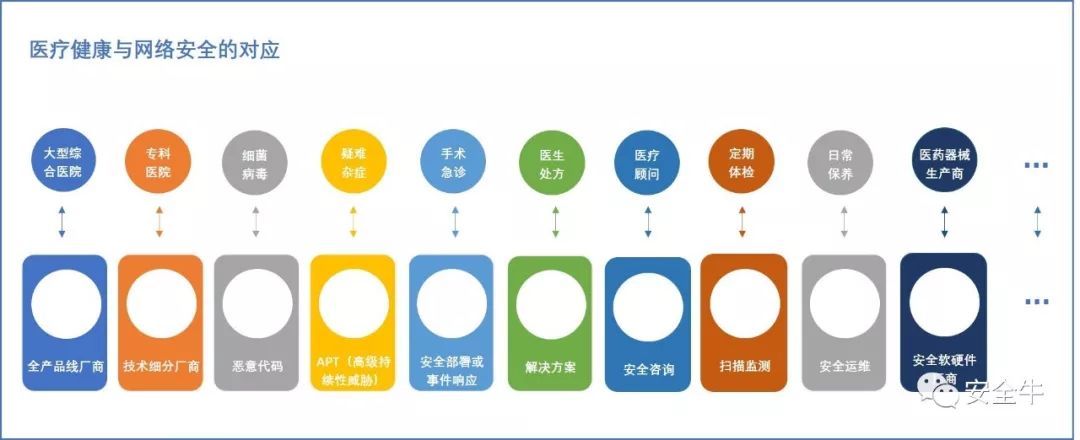 医疗健康与网络安全的对应
大型综
合医院
专科
医院
细菌
病毒
疑难
杂症
手术
急诊
医生
处方
医疗
顾问
定期
体检
日常
保养
医药器械
生产商
...
全产品线厂商
技术细分厂商
恶意代码
APT（高级持
续性威胁）
安全部署或
事件响应
解决方案
安全咨询
扫描监测
安全运维
安全软硬件
商
...
安全牛